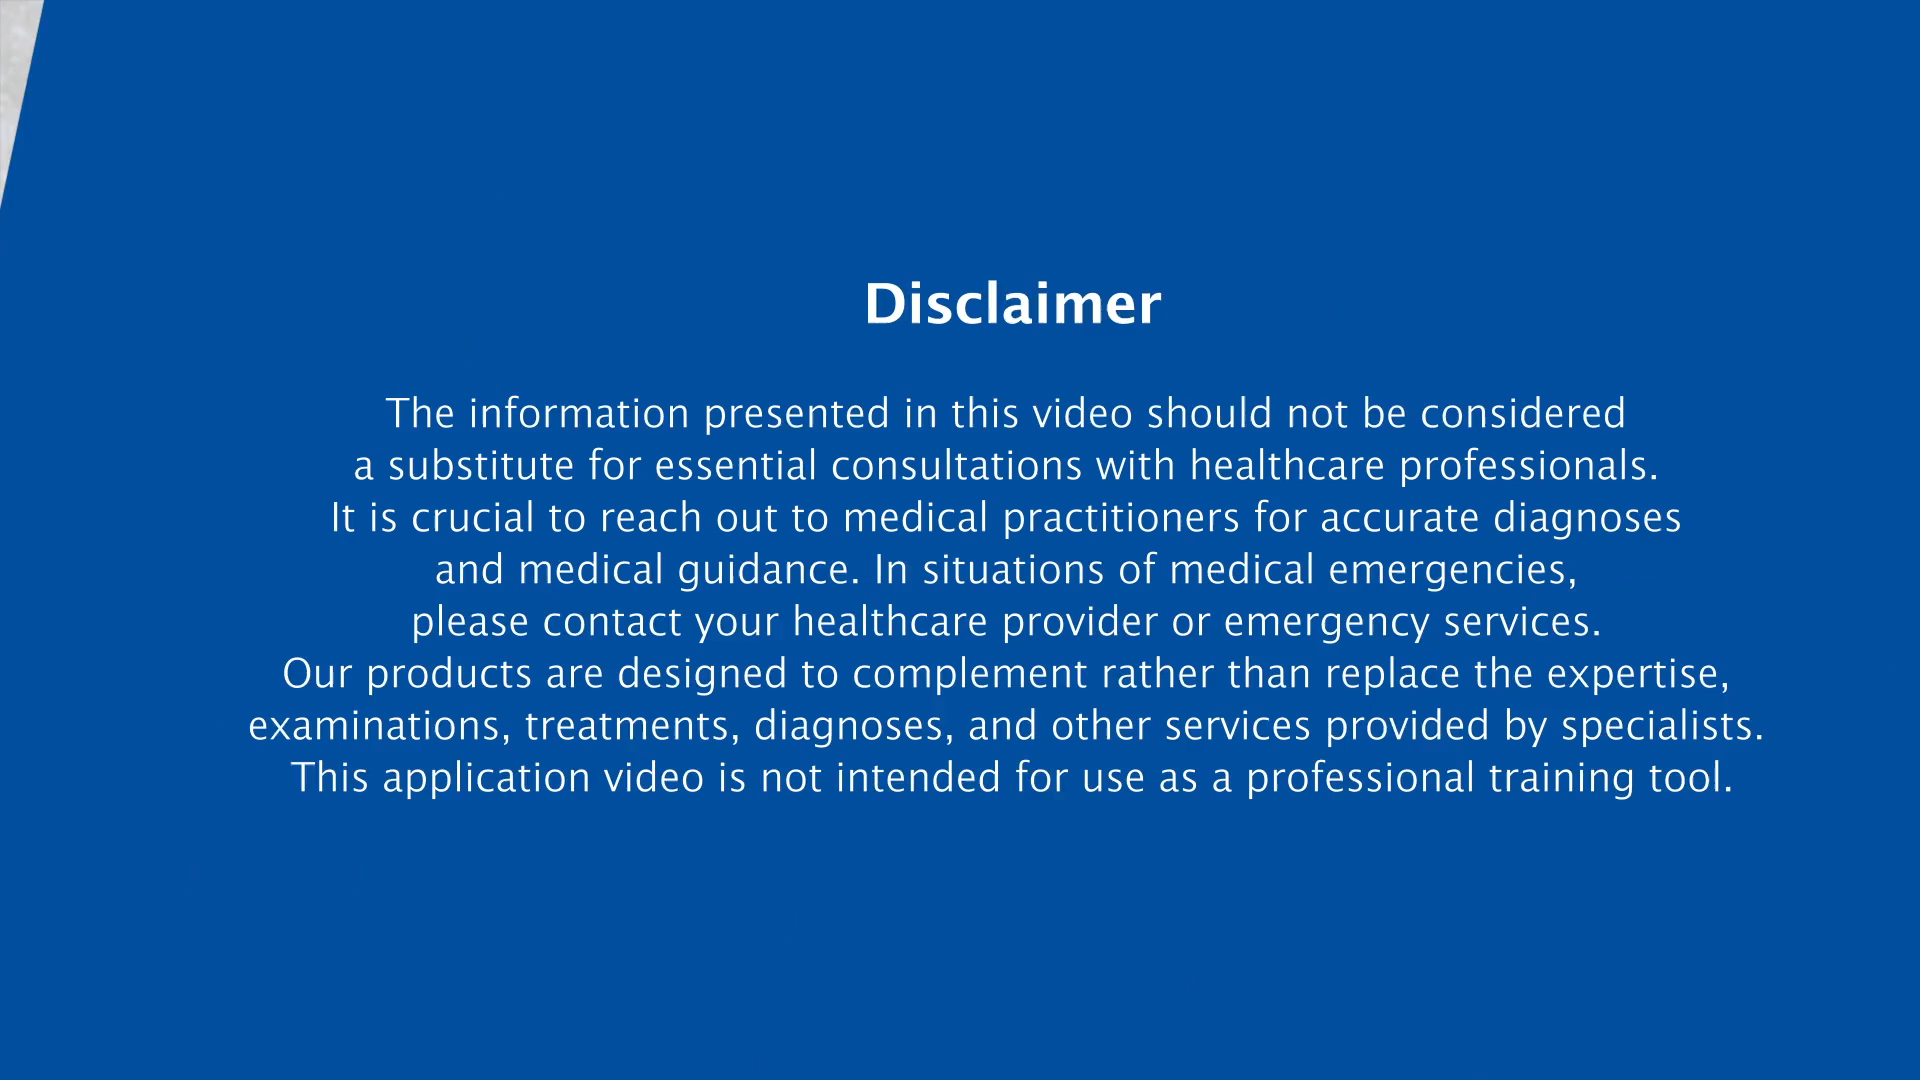 Disclaimer
The information presented in this video should not be considered
a substitute for essential consultations with healthcare professionals.
It is crucial to reach out to medical practitioners for accurate diagnoses
and medical guidance. In situations of medical emergencies,
please contact your healthcare provider or emergency services.
Our products are designed to complement rather than replace the expertise,
examinations, treatments, diagnoses, and other services provided by specialists.
This application video is not intended for use as a professional training tool.